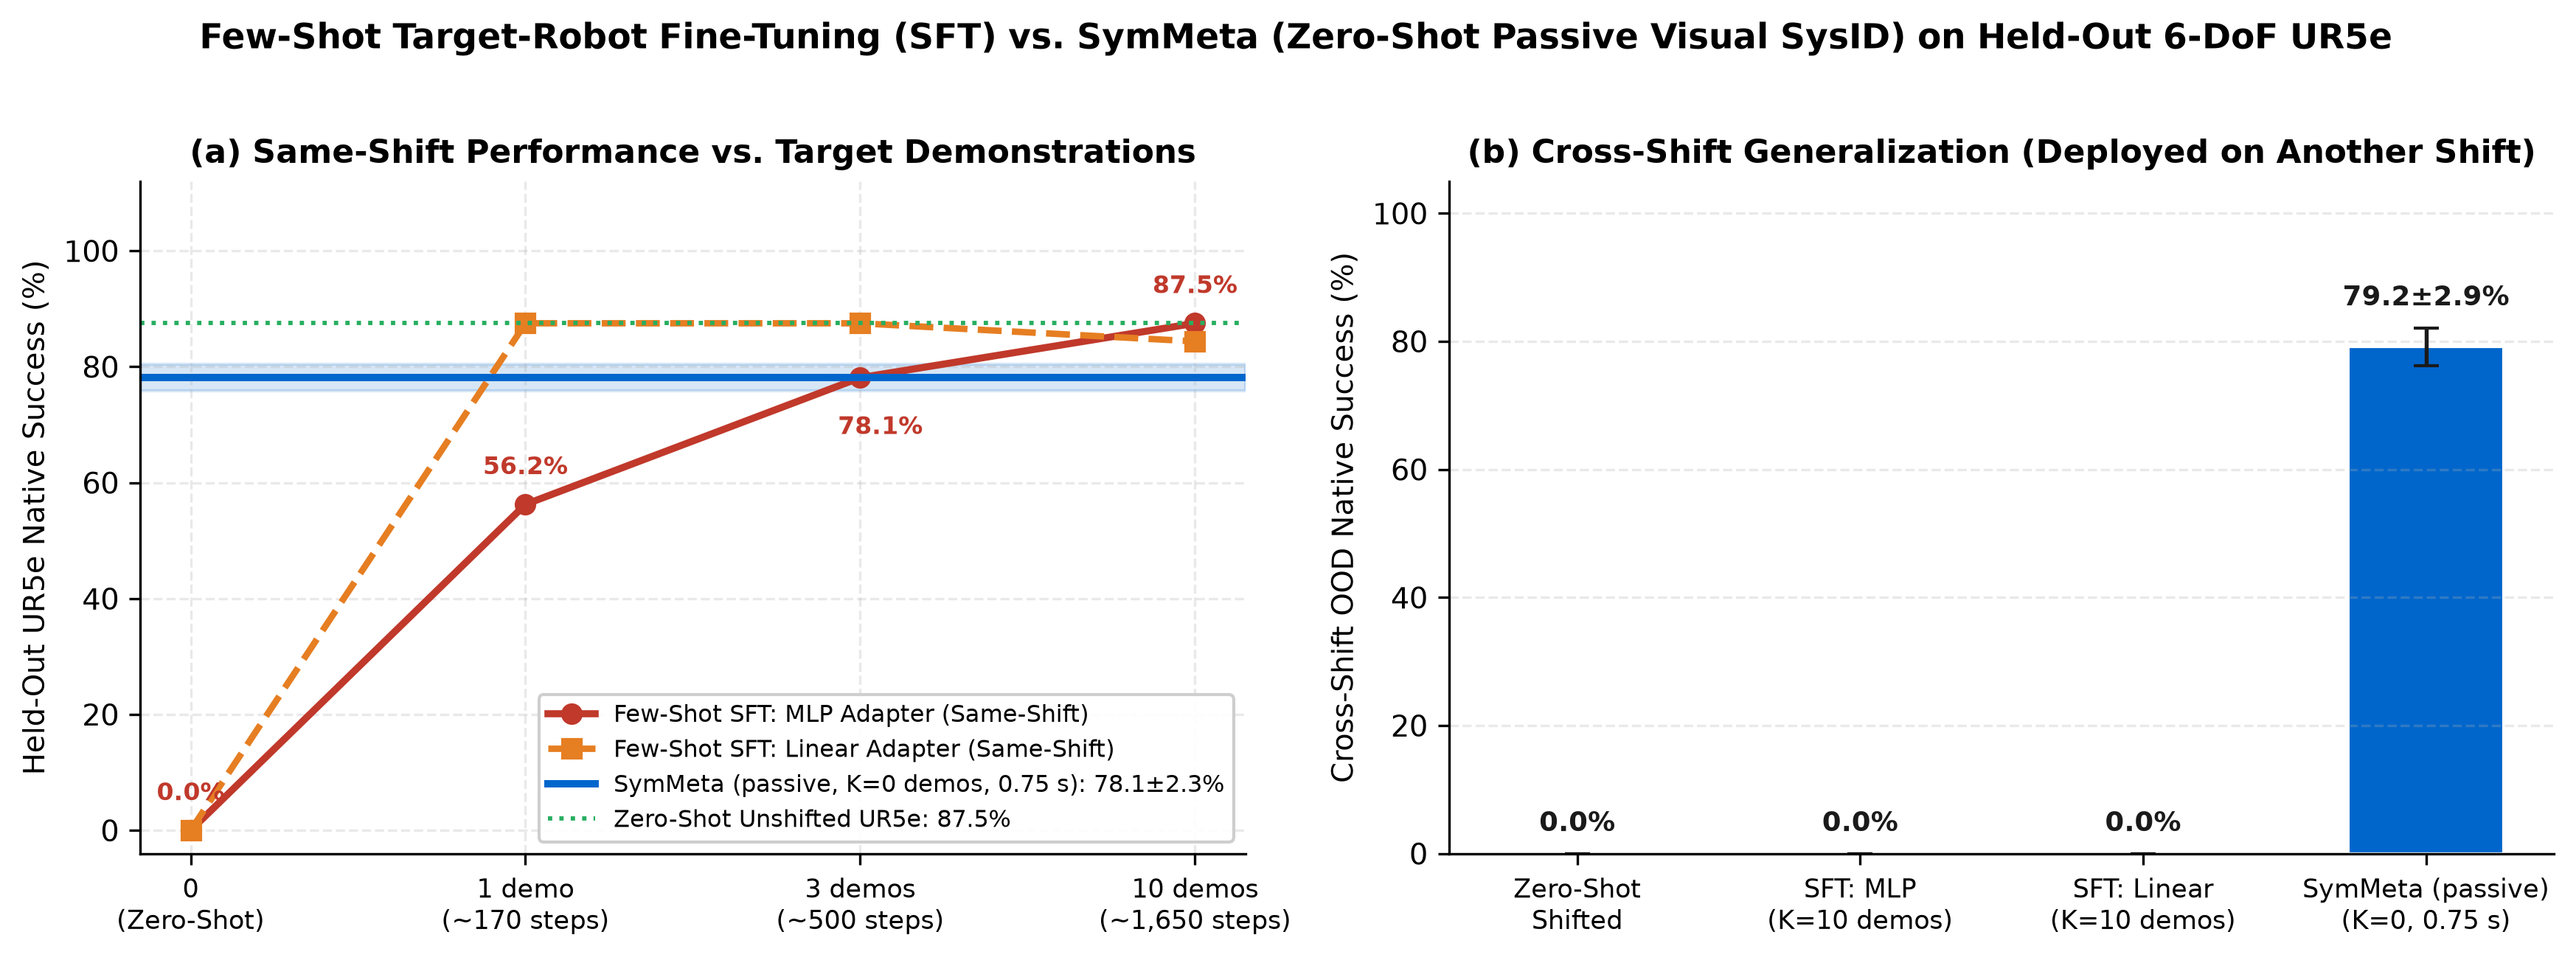 Few-Shot Target-Robot Fine-Tuning (SFT) vs. SymMeta (Zero-Shot Passive Visual SysID) on Held-Out 6-DoF UR5e
(a) Same-Shift Performance vs. Target Demonstrations
Held-Out UR5e Native Success (%)
100
80
60
40
20
0
0.0%
56.2%
78.1%
87.5%
Few-Shot SFT: MLP Adapter (Same-Shift)
Few-Shot SFT: Linear Adapter (Same-Shift)
SymMeta (passive, K=0 demos, 0.75 s): 78.1±2.3%
Zero-Shot Unshifted UR5e: 87.5%
0
(Zero-Shot)
1 demo
(~170 steps)
3 demos
(~500 steps)
10 demos
(~1,650 steps)
(b) Cross-Shift Generalization (Deployed on Another Shift)
Cross-Shift OOD Native Success (%)
100
80
60
40
20
0
0.0%
0.0%
0.0%
79.2±2.9%
Zero-Shot
Shifted
SFT: MLP
(K=10 demos)
SFT: Linear
(K=10 demos)
SymMeta (passive)
(K=0, 0.75 s)